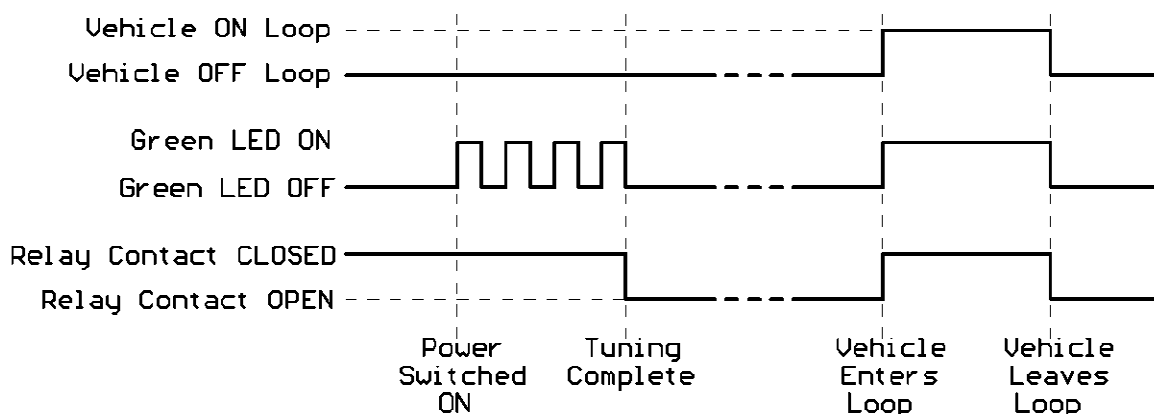 Vehicle ON Loop
Vehicle OFF Loop
Green LED ON
Green LED OFF
Relay Contact CLOSED
Relay Contact OPEN
Power
Switched
ON
Tuning
Complete
Vehicle
Enters
Loop
Vehicle
Leaves
Loop